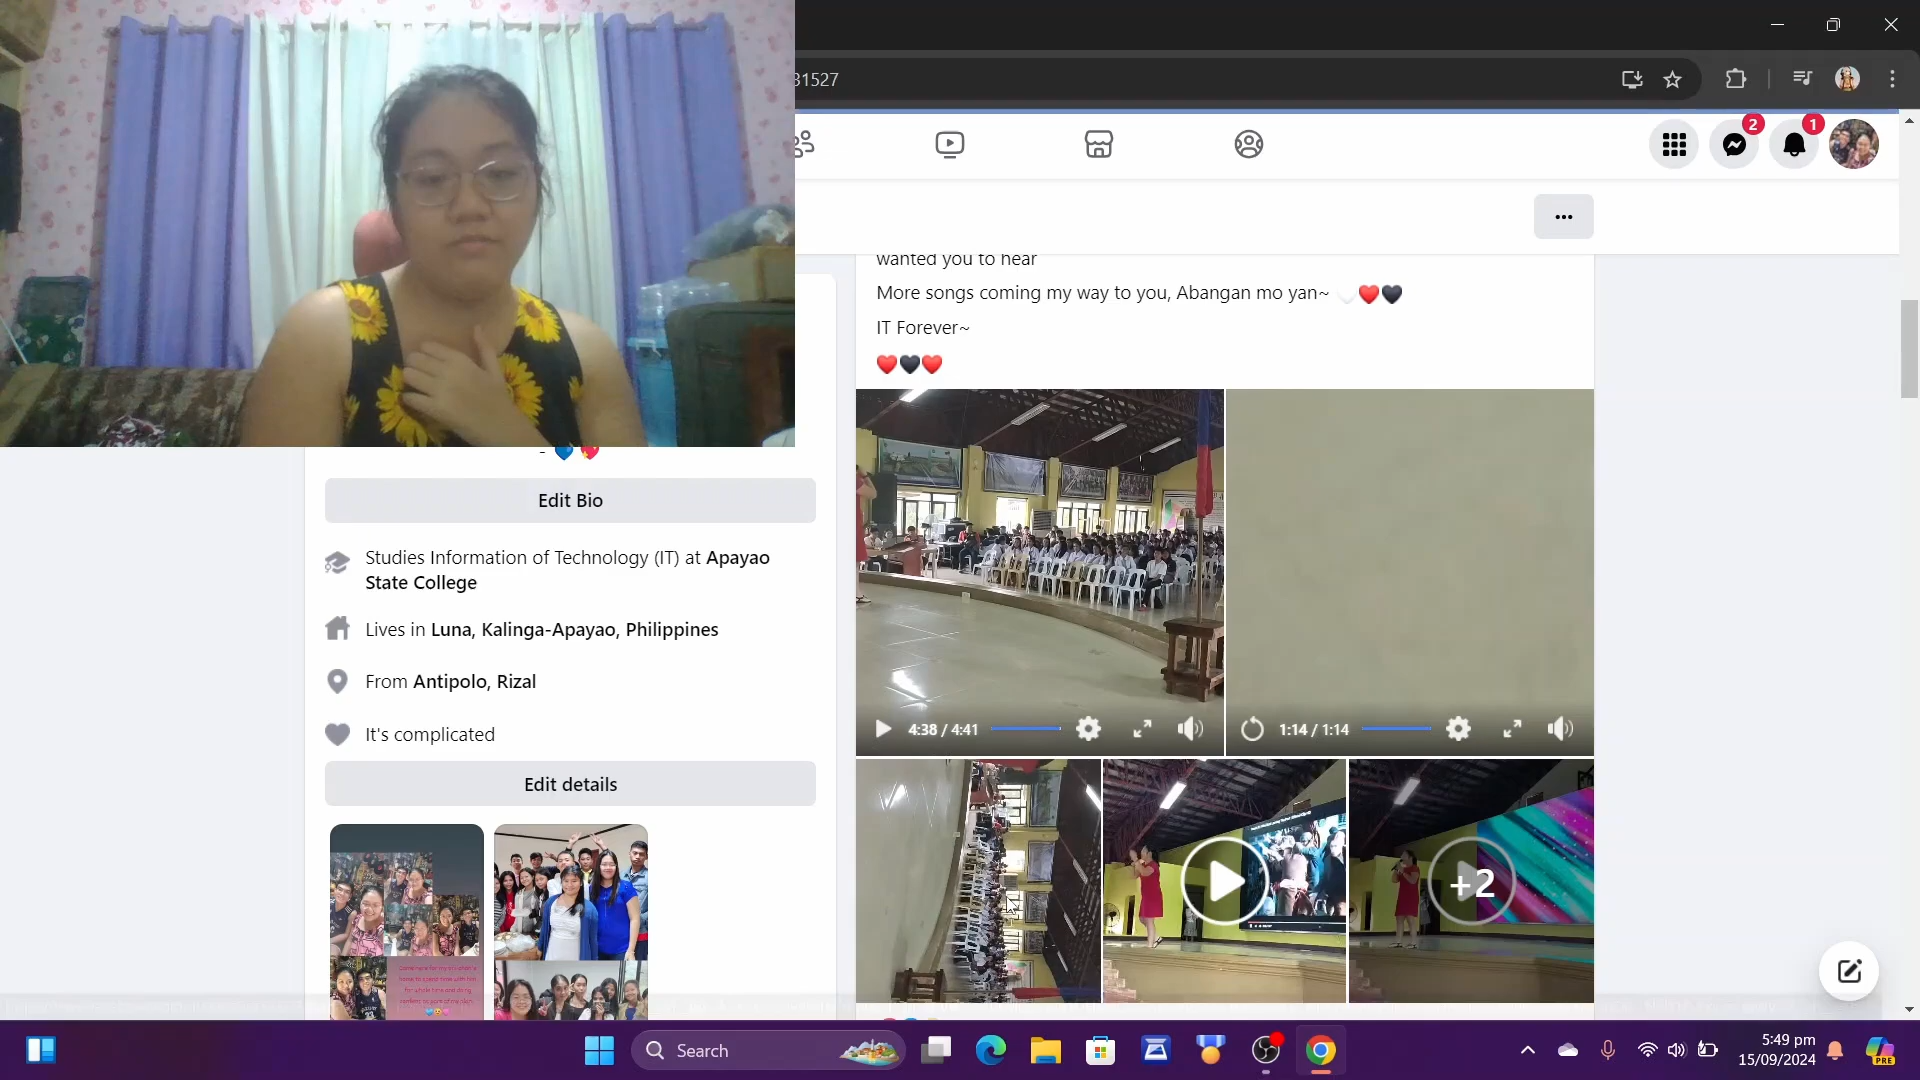 31527
2
1
wanted you to hear
More songs coming my way to you, Abangan mo yan~ 🤍❤️🖤
IT Forever~
❤️🖤❤️
- 💙 💖
Edit Bio
Studies Information of Technology (IT) at Apayao
State College
Lives in Luna, Kalinga-Apayao, Philippines
From Antipolo, Rizal
It's complicated
Edit details
4:38 / 4:41
1:14 / 1:14
+2
Search
5:49 pm
15/09/2024
PRE